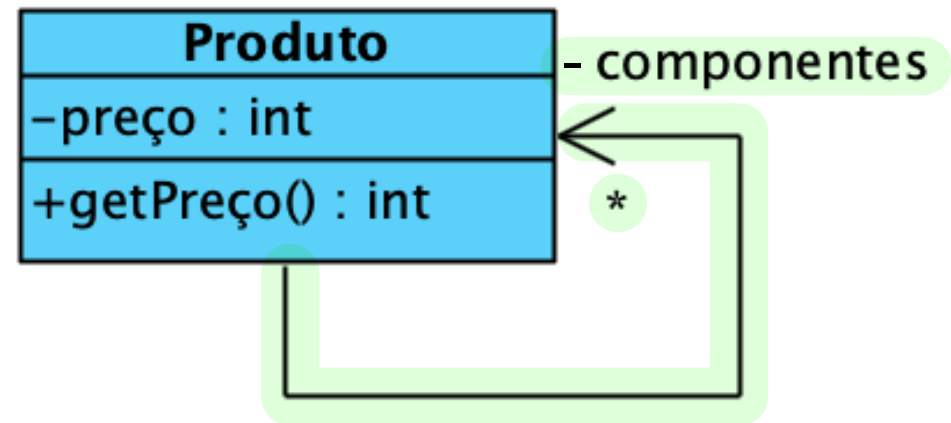 Produto
- componentes
-preço : int
+getPreço() : int
*